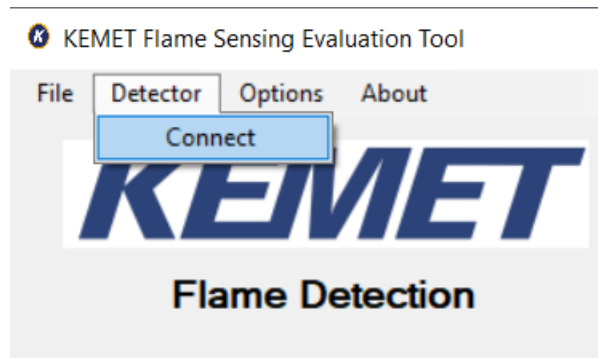 KEMET Flame Sensing Evaluation Tool
File Detector Options About
Connect
KEMET
Flame Detection